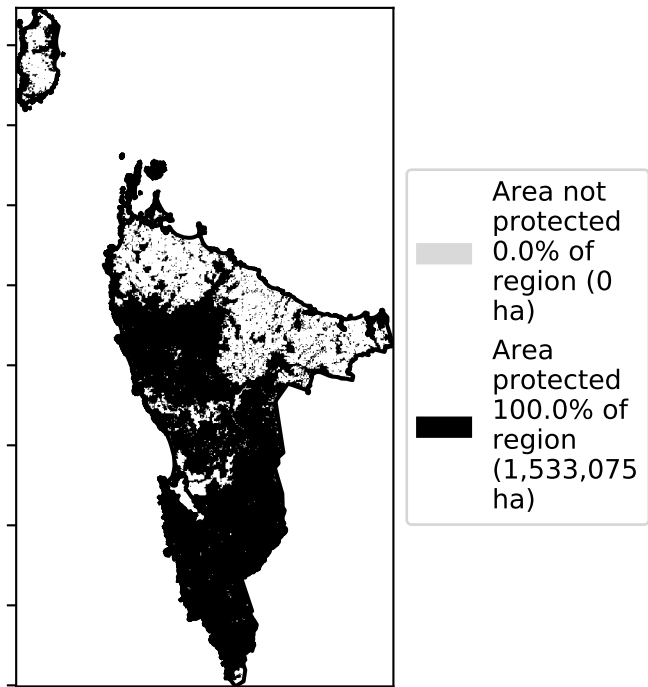 Area not
protected
0.0% of
region (0
ha)
Area
protected
100.0% of
region
(1,533,075
ha)